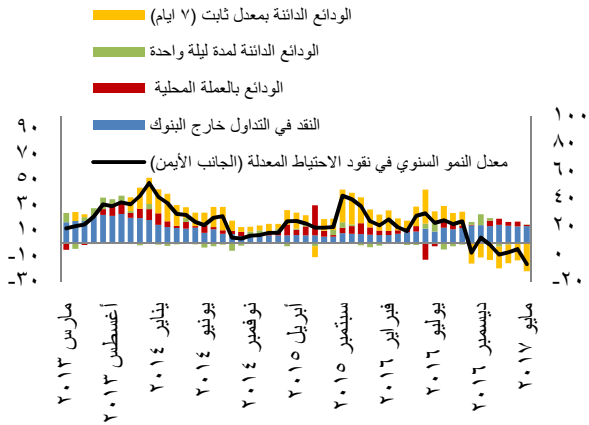 الودائع الدائنة بمعدل ثابت (٧ ايام)
الودائع الدائنة لمدة ليلة واحدة
الودائع بالعملة المحلية
النقد في التداول خارج البنوك
معدل النمو السنوي في نقود الاحتياط المعدلة (الجانب الأيمن)
٩٠
٧٠
٥٠
٣٠
١٠
-١٠
-٣٠
١٠٠
٨٠
٦٠
٤٠
٢٠
٠
-٢٠
مارس ٢٠١٣
أغسطس ٢٠١٣
يناير ٢٠١٤
يونيو ٢٠١٤
نوفمبر ٢٠١٤
أبريل ٢٠١٥
سبتمبر ٢٠١٥
فبراير ٢٠١٦
يوليو ٢٠١٦
ديسمبر ٢٠١٦
مايو ٢٠١٧